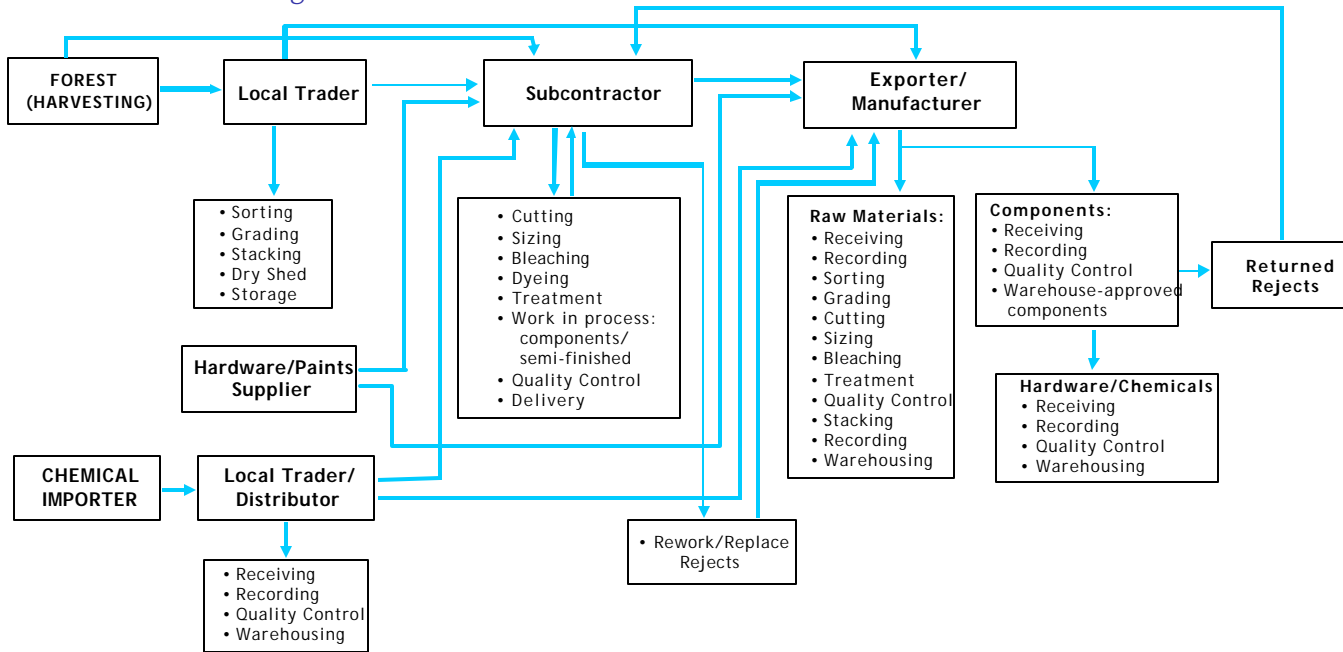 FOREST
(HARVESTING)
Local Trader
Subcontractor
Exporter/
Manufacturer
• Sorting
• Grading
• Stacking
• Dry Shed
• Storage
• Cutting
• Sizing
• Bleaching
• Dyeing
• Treatment
• Work in process:
components/
semi-finished
• Quality Control
• Delivery
Raw Materials:
• Receiving
• Recording
• Sorting
• Grading
• Cutting
• Sizing
• Bleaching
• Treatment
• Quality Control
• Stacking
• Recording
• Warehousing
Components:
• Receiving
• Recording
• Quality Control
• Warehouse-approved
components
Returned
Rejects
Hardware/Paints
Supplier
Hardware/Chemicals
• Receiving
• Recording
• Quality Control
• Warehousing
CHEMICAL
IMPORTER
Local Trader/
Distributor
• Rework/Replace
Rejects
• Receiving
• Recording
• Quality Control
• Warehousing